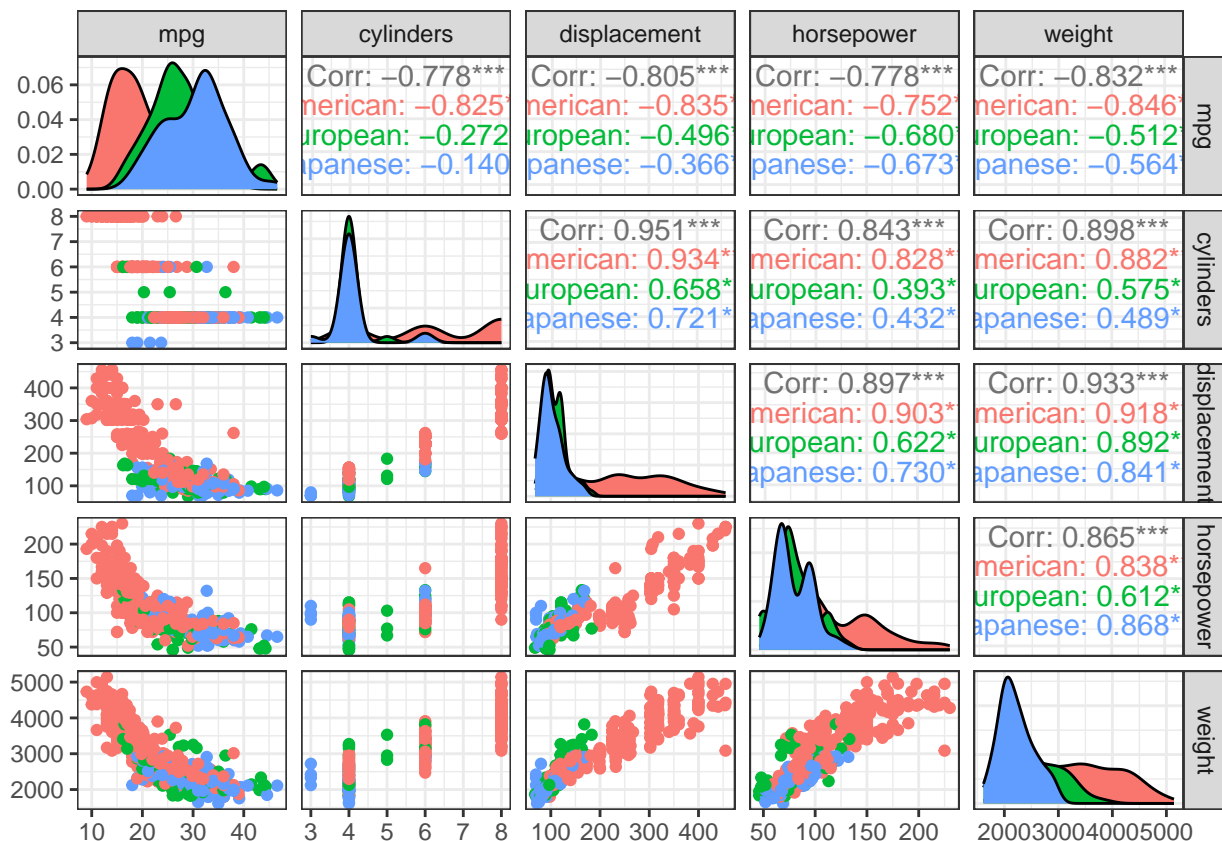 mpg cylinders displacement horsepower weight
0.06
0.04
0.02
0.00
Corr: −0.778***
merican: −0.825*
uropean: −0.272
apanese: −0.140
Corr: −0.805***
merican: −0.835*
uropean: −0.496*
apanese: −0.366*
Corr: −0.778***
merican: −0.752*
uropean: −0.680*
apanese: −0.673*
Corr: −0.832***
merican: −0.846*
uropean: −0.512*
apanese: −0.564*
mpg
8
7
6
5
4
3
Corr: 0.951***
merican: 0.934*
uropean: 0.658*
apanese: 0.721*
Corr: 0.843***
merican: 0.828*
uropean: 0.393*
apanese: 0.432*
Corr: 0.898***
merican: 0.882*
uropean: 0.575*
apanese: 0.489*
cylinders
400
300
200
100
Corr: 0.897***
merican: 0.903*
uropean: 0.622*
apanese: 0.730*
Corr: 0.933***
merican: 0.918*
uropean: 0.892*
apanese: 0.841*
displacement
200
150
100
50
Corr: 0.865***
merican: 0.838*
uropean: 0.612*
apanese: 0.868*
horsepower
5000
4000
3000
2000
weight
10 20 30 40
3 4 5 6 7 8
100 200 300 400
50 100 150 200
2000 3000 4000 5000